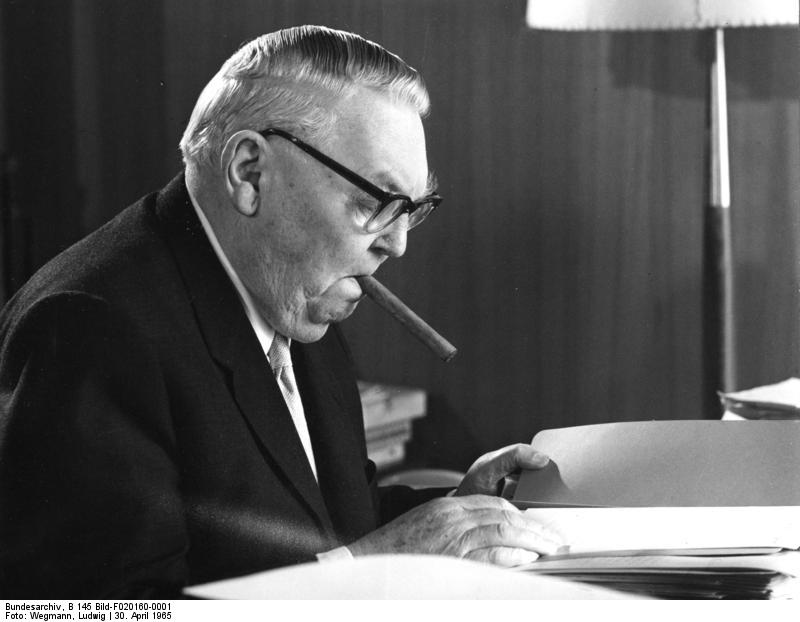 Bundesarchiv, B 145 Bild-F020160-0001
Foto: Wegmann, Ludwig | 30. April 1965